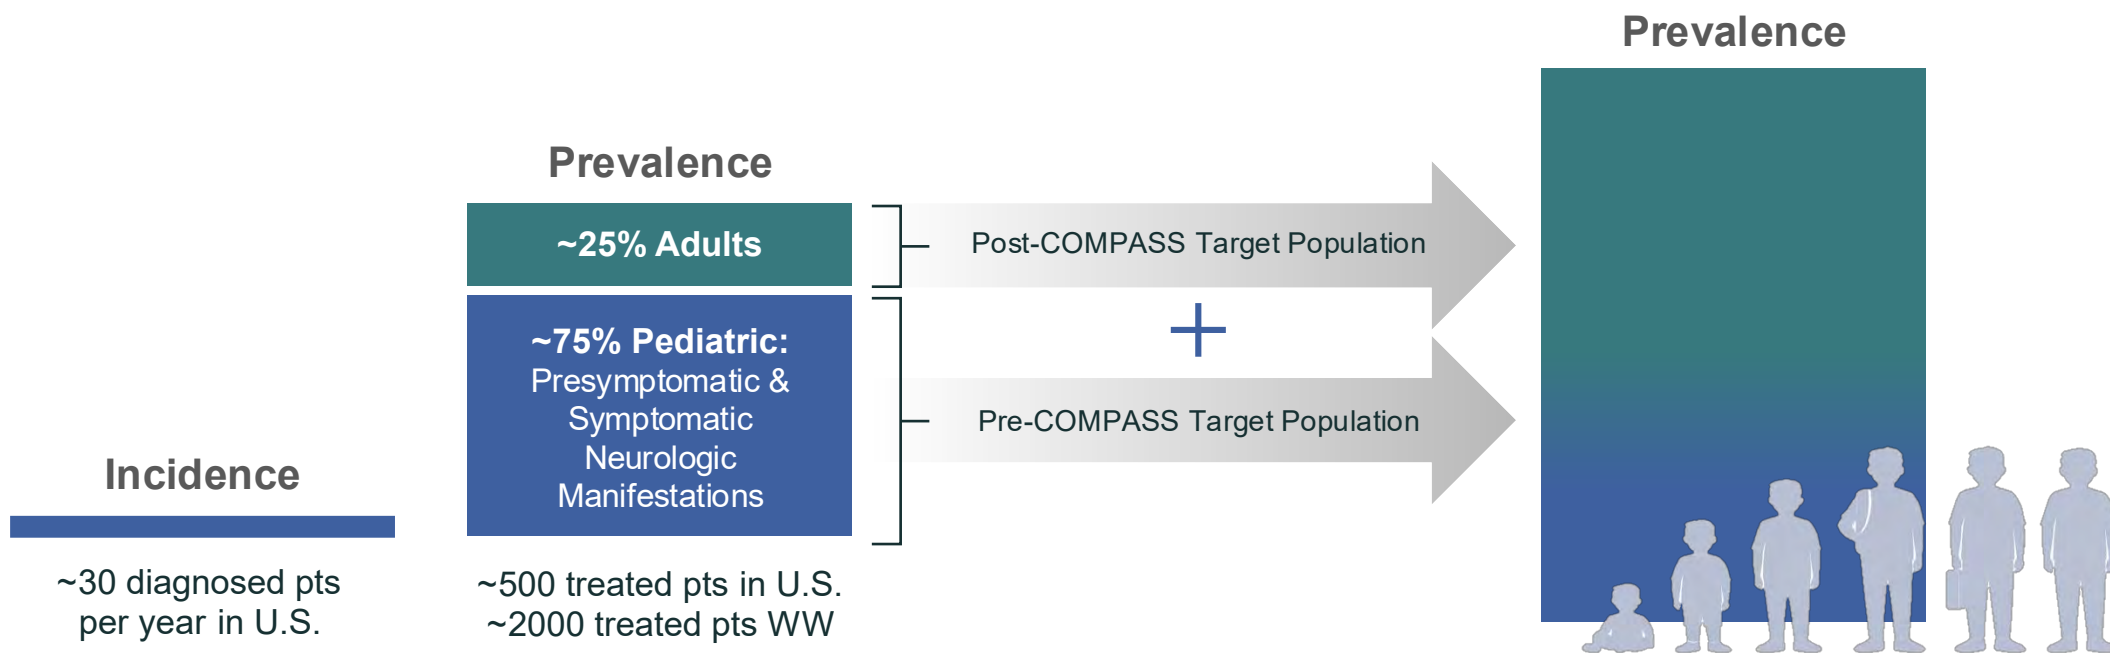 Incidence
~30 diagnosed pts
per year in U.S.
Prevalence
~25% Adults
~75% Pediatric:
Presymptomatic &
Symptomatic
Neurologic
Manifestations
~500 treated pts in U.S.
~2000 treated pts WW
Post-COMPASS Target Population
+
Pre-COMPASS Target Population
Prevalence